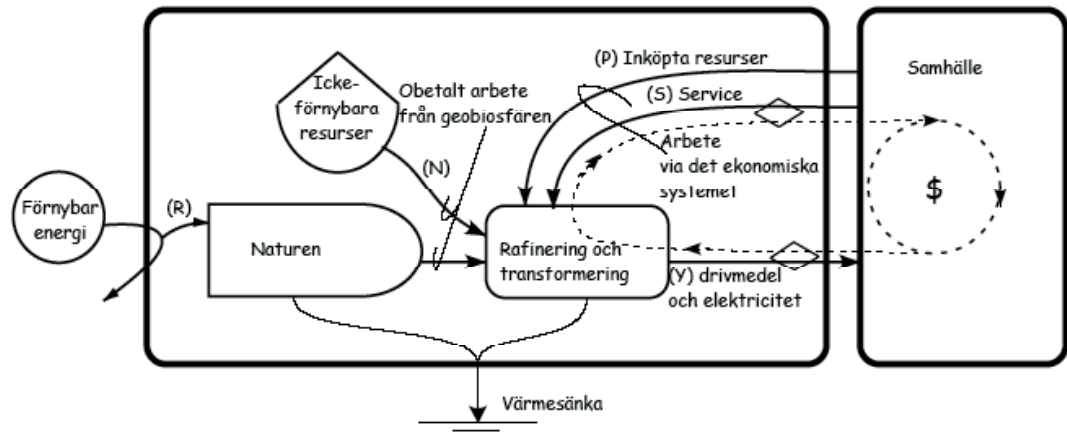 (P) Inköpta resurser
Samhälle
Icke-
förnybara
resurser
Obetalt arbete
från geobiosfären
(S) Service
Arbete
via det ekonomiska
systemel
(N)
Förnybar
energi
(R)
Naturen
Rafinering och
transformering
$
(Y) drivmedel
och elektricitet
Värmesänka